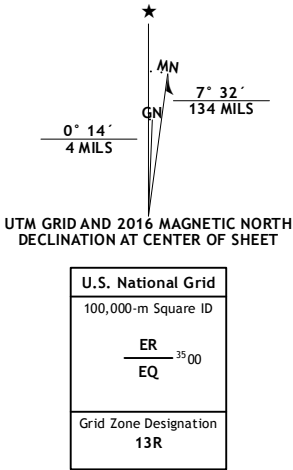 ★
MN
7° 32´
134 MILS
GN
0° 14´
4 MILS
UTM GRID AND 2016 MAGNETIC NORTH
DECLINATION AT CENTER OF SHEET
U.S. National Grid
100,000-m Square ID
ER
3500
EQ
Grid Zone Designation
13R